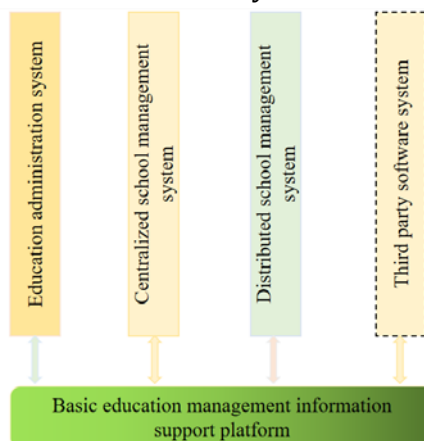 Education administration system
Centralized school management
system
Distributed school management
system
Third party software system
Basic education management information
support platform